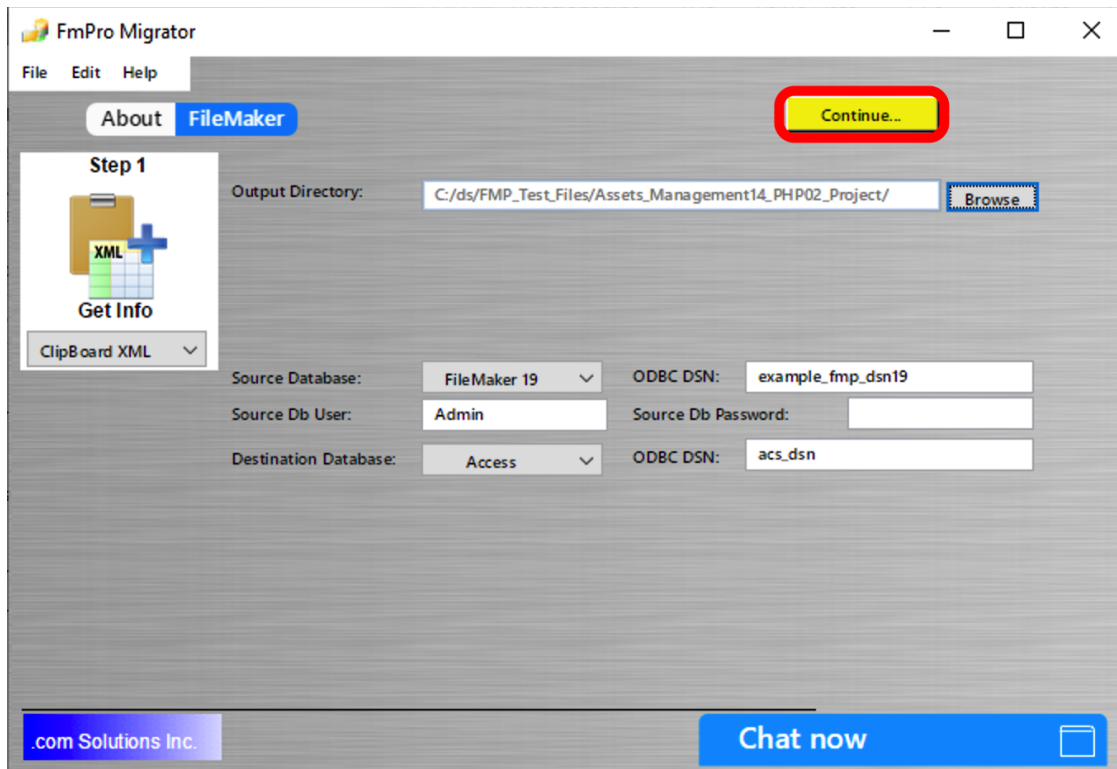 FmPro Migrator
File Edit Help
About FileMaker
Continue...
Step 1
XML
Get Info
ClipBoard XML
Output Directory: C:/ds/FMP_Test_Files/Assets_Management14_PHP02_Project/ Browse
Source Database: FileMaker 19 ODBC DSN: example_fmp_dsn19
Source Db User: Admin Source Db Password:
Destination Database: Access ODBC DSN: acs_dsn
.com Solutions Inc.
Chat now